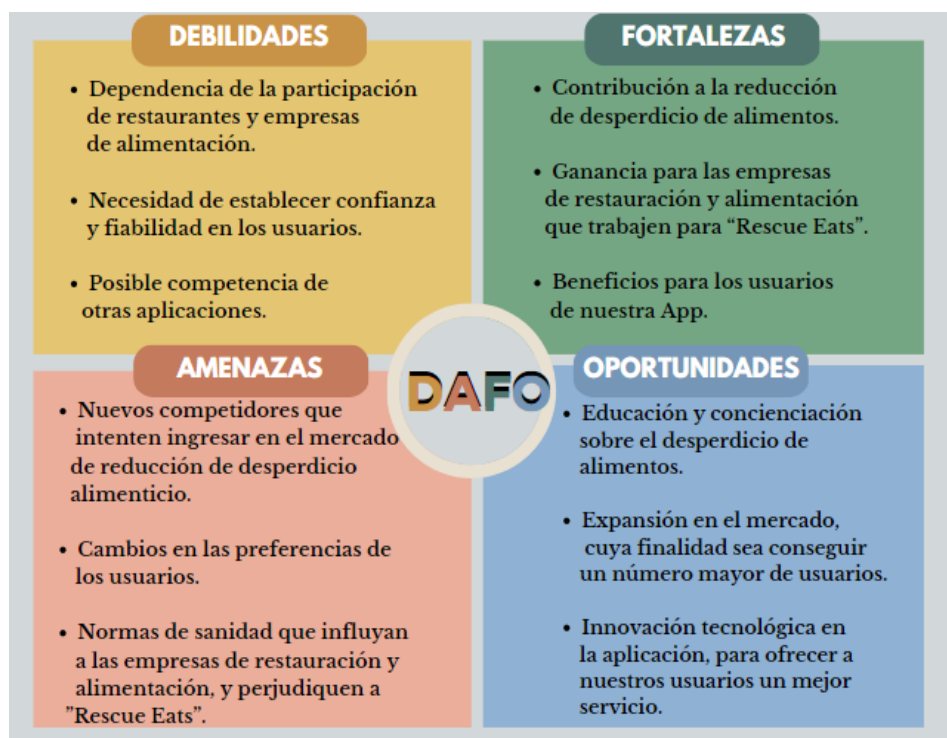 DEBILIDADES
• Dependencia de la participación
de restaurantes y empresas
de alimentación.
• Necesidad de establecer confianza
y fiabilidad en los usuarios.
• Posible competencia de
otras aplicaciones.
FORTALEZAS
• Contribución a la reducción
de desperdicio de alimentos.
• Ganancia para las empresas
de restauración y alimentación
que trabajen para “Rescue Eats”.
• Beneficios para los usuarios
de nuestra App.
DAFO
AMENAZAS
• Nuevos competidores que
intenten ingresar en el mercado
de reducción de desperdicio
alimenticio.
• Cambios en las preferencias de
los usuarios.
• Normas de sanidad que influyan
a las empresas de restauración y
alimentación, y perjudiquen a
”Rescue Eats”.
OPORTUNIDADES
• Educación y concienciación
sobre el desperdicio de
alimentos.
• Expansión en el mercado,
cuya finalidad sea conseguir
un número mayor de usuarios.
• Innovación tecnológica en
la aplicación, para ofrecer a
nuestros usuarios un mejor
servicio.